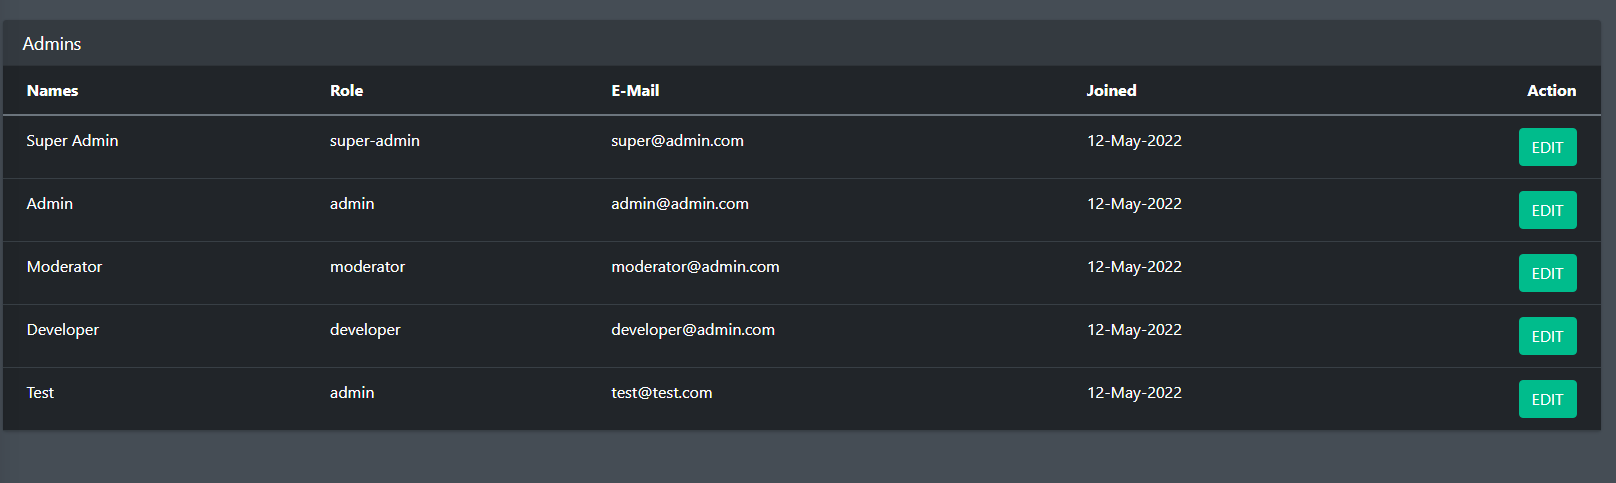 Admins
Names Role E-Mail Joined Action
Super Admin super-admin super@admin.com 12-May-2022 EDIT
Admin admin admin@admin.com 12-May-2022 EDIT
Moderator moderator moderator@admin.com 12-May-2022 EDIT
Developer developer developer@admin.com 12-May-2022 EDIT
Test admin test@test.com 12-May-2022 EDIT